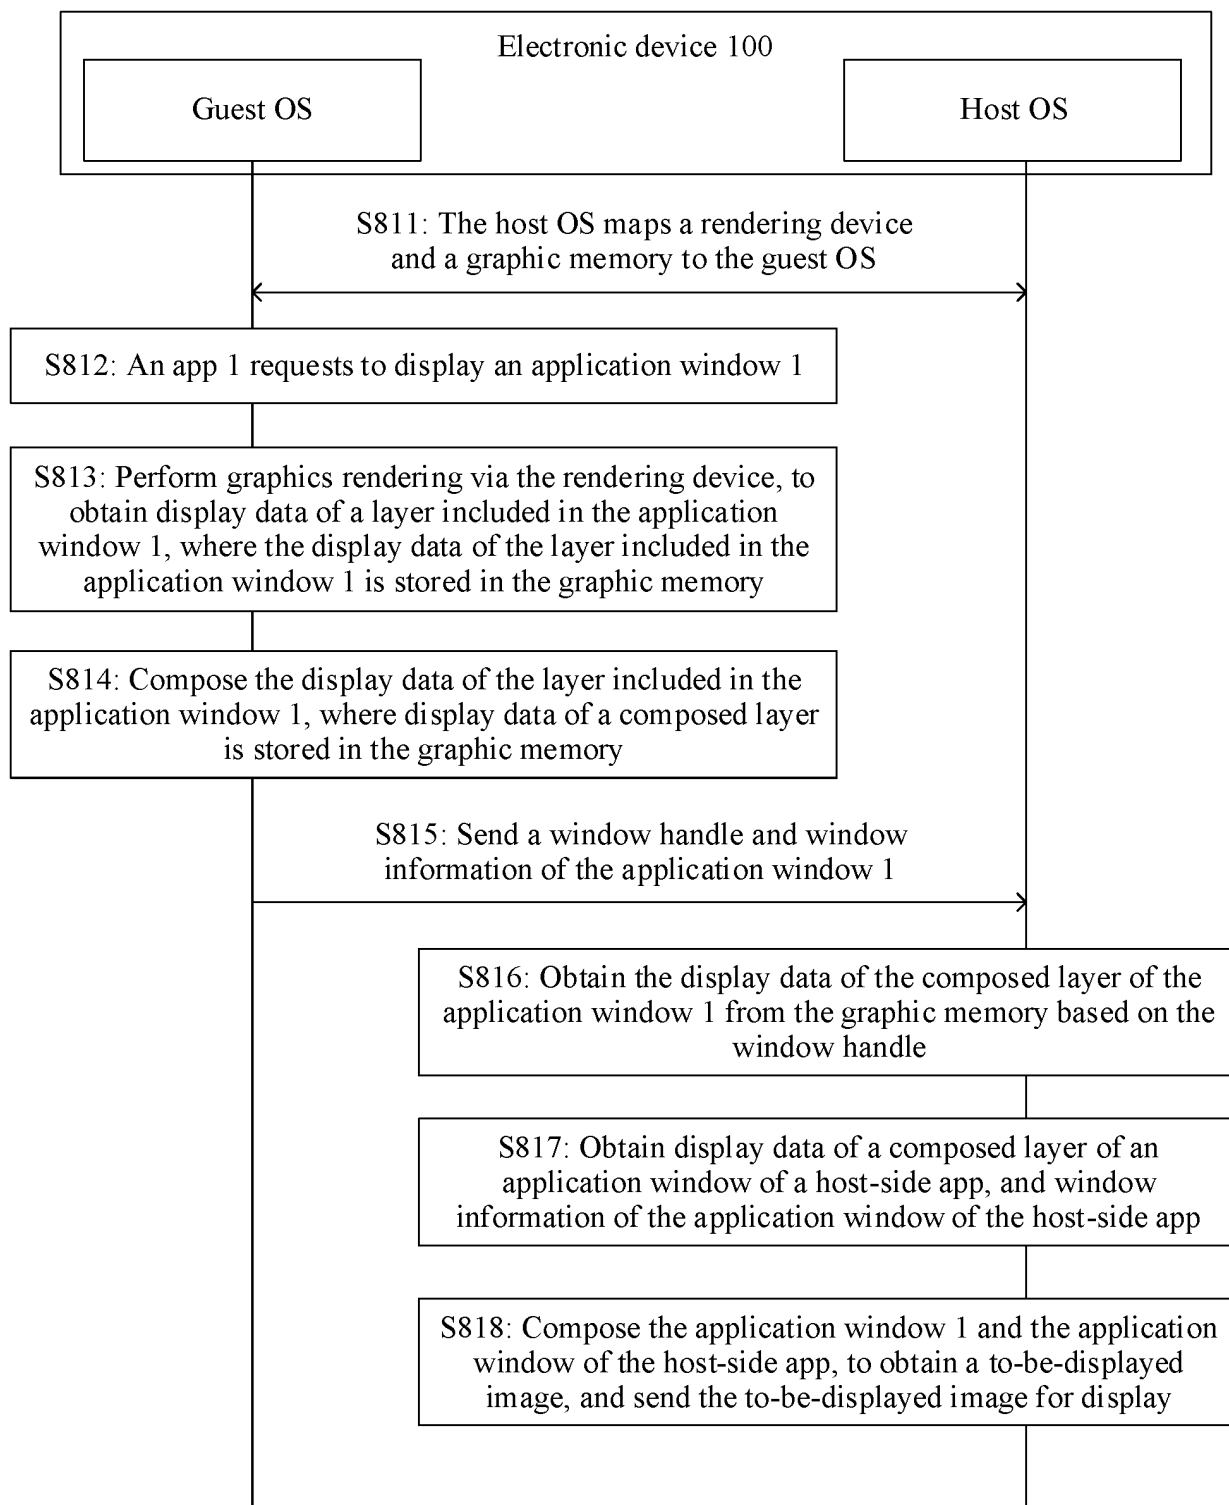 Electronic device 100
Guest OS
Host OS
S811: The host OS maps a rendering device
and a graphic memory to the guest OS
S812: An app 1 requests to display an application window 1
S813: Perform graphics rendering via the rendering device, to
obtain display data of a layer included in the application
window 1, where the display data of the layer included in the
application window 1 is stored in the graphic memory
S814: Compose the display data of the layer included in the
application window 1, where display data of a composed layer
is stored in the graphic memory
S815: Send a window handle and window
information of the application window 1
S816: Obtain the display data of the composed layer of the
application window 1 from the graphic memory based on the
window handle
S817: Obtain display data of a composed layer of an
application window of a host-side app, and window
information of the application window of the host-side app
S818: Compose the application window 1 and the application
window of the host-side app, to obtain a to-be-displayed
image, and send the to-be-displayed image for display